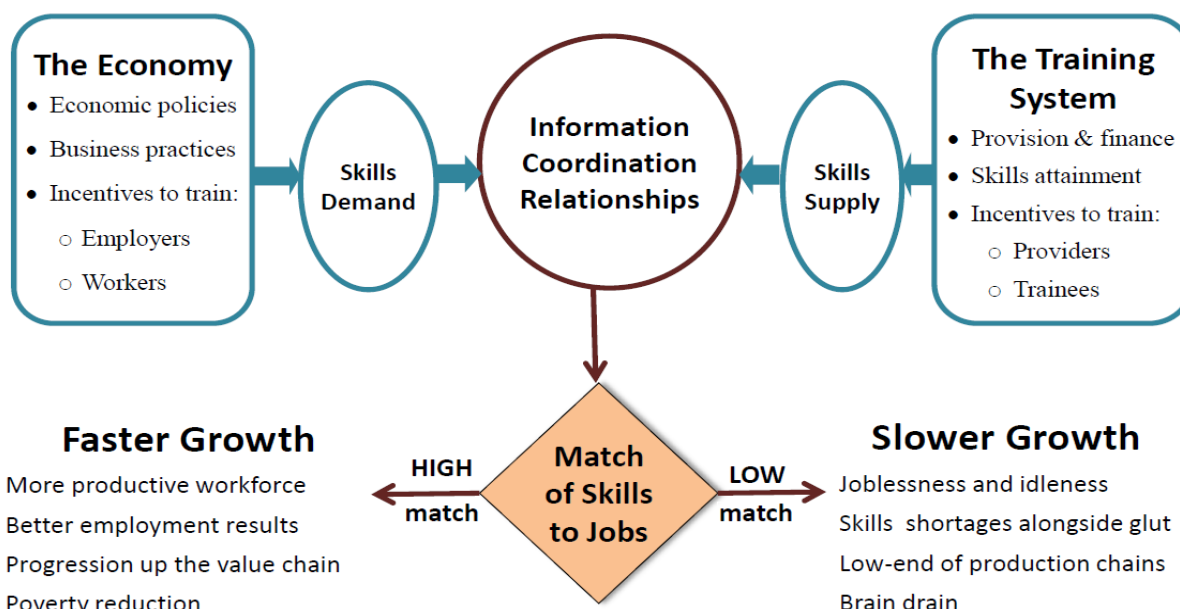 The Economy
• Economic policies
• Business practices
• Incentives to train:
○ Employers
○ Workers
Skills
Demand
Information
Coordination
Relationships
Skills
Supply
The Training
System
• Provision & finance
• Skills attainment
• Incentives to train:
○ Providers
○ Trainees
Match
of Skills
to Jobs
HIGH
match
LOW
match
Faster Growth
More productive workforce
Better employment results
Progression up the value chain
Poverty reduction
Slower Growth
Joblessness and idleness
Skills shortages alongside glut
Low-end of production chains
Brain drain